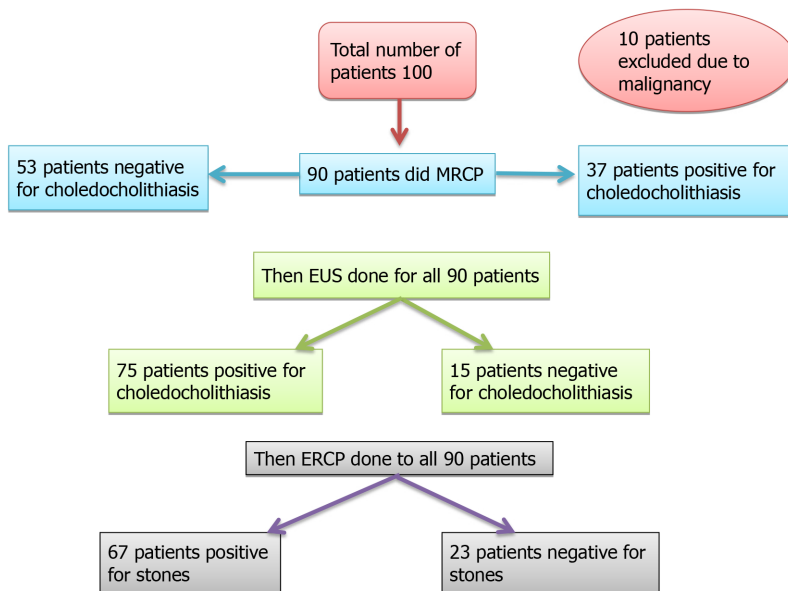 Total number of
patients 100
10 patients
excluded due to
malignancy
53 patients negative
for choledocholithiasis
90 patients did MRCP
37 patients positive for
choledocholithiasis
Then EUS done for all 90 patients
75 patients positive for
choledocholithiasis
15 patients negative
for choledocholithiasis
Then ERCP done to all 90 patients
67 patients positive
for stones
23 patients negative for
stones